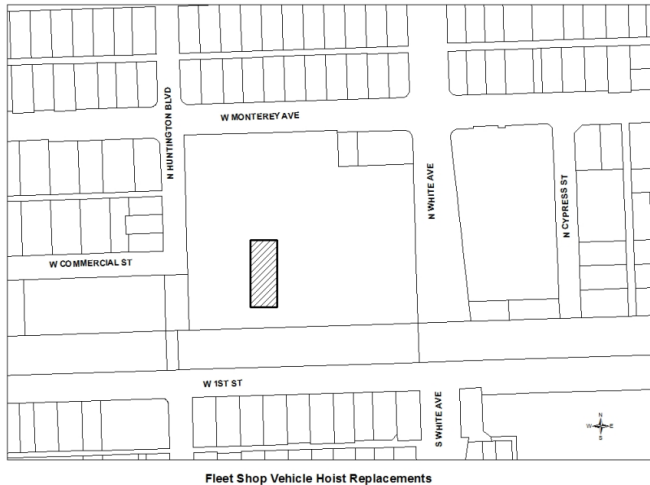 W MONTEREY AVE
N HUNTINGTON BLVD
N WHITE AVE
N CYPRESS ST
W COMMERCIAL ST
W 1ST ST
S WHITE AVE
N
W E
S
Fleet Shop Vehicle Hoist Replacements